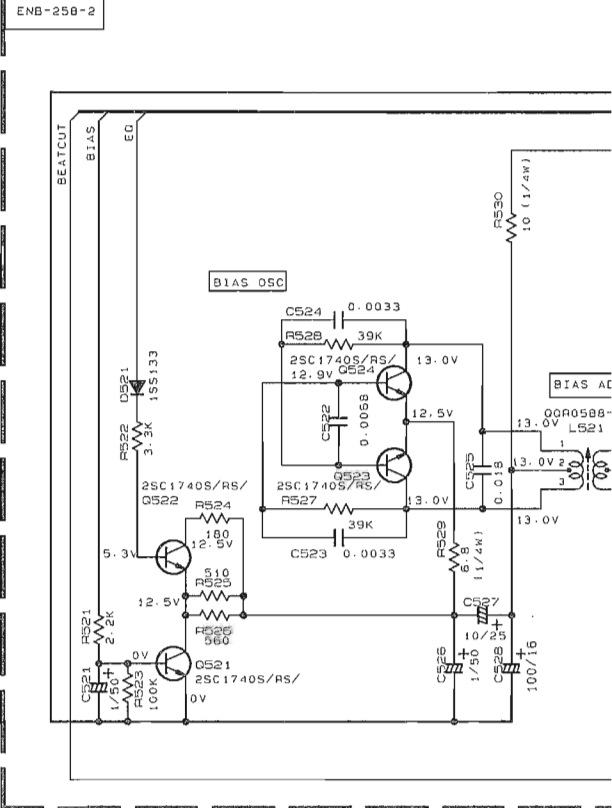 ENB-258-2
BEATCUT
BIAS
EQ
R530
10 (1/4W)
BIAS OSC
C524
0.0033
R528
39K
2SC1740S/RS/
Q524
13.0V
12.9V
D521
1SS133
R522
3.3K
C522
0.0068
12.5V
BIAS AD
QQR0588-
L521
13.0V
1
13.0V
2
3
13.0V
C525
0.018
Q523
2SC1740S/RS/
R527
13.0V
39K
C523
0.0033
2SC1740S/RS/
Q522
R524
180
12.5V
5.3V
R525
510
12.5V
R526
560
R529
6.8
(1/4W)
C527
10/25
R521
2.2K
0V
Q521
2SC1740S/RS/
0V
C521
1/50
R523
100K
C526
1/50
C528
100/16